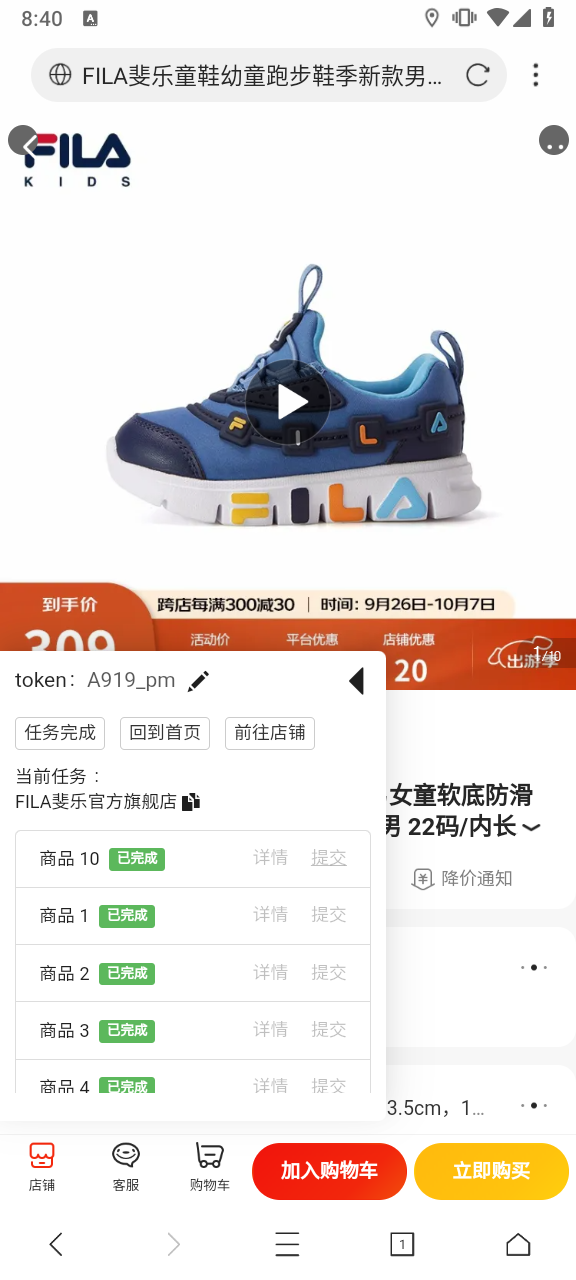 8:40
A
FILA斐乐童鞋幼童跑步鞋季新款男...
FILA
KIDS
FILA
FILA
到手价
跨店每满300减30 | 时间：9月26日-10月7日
309
活动价
平台优惠
店铺优惠
20
出游季
1/10
token： A919_pm
任务完成
回到首页
前往店铺
当前任务：
FILA斐乐官方旗舰店
女童软底防滑
男 22码/内长
降价通知
商品 10 已完成 详情 提交
商品 1 已完成 详情 提交
商品 2 已完成 详情 提交
商品 3 已完成 详情 提交
商品 4 已完成 详情 提交
3.5cm，1...
店铺
客服
购物车
加入购物车
立即购买
1